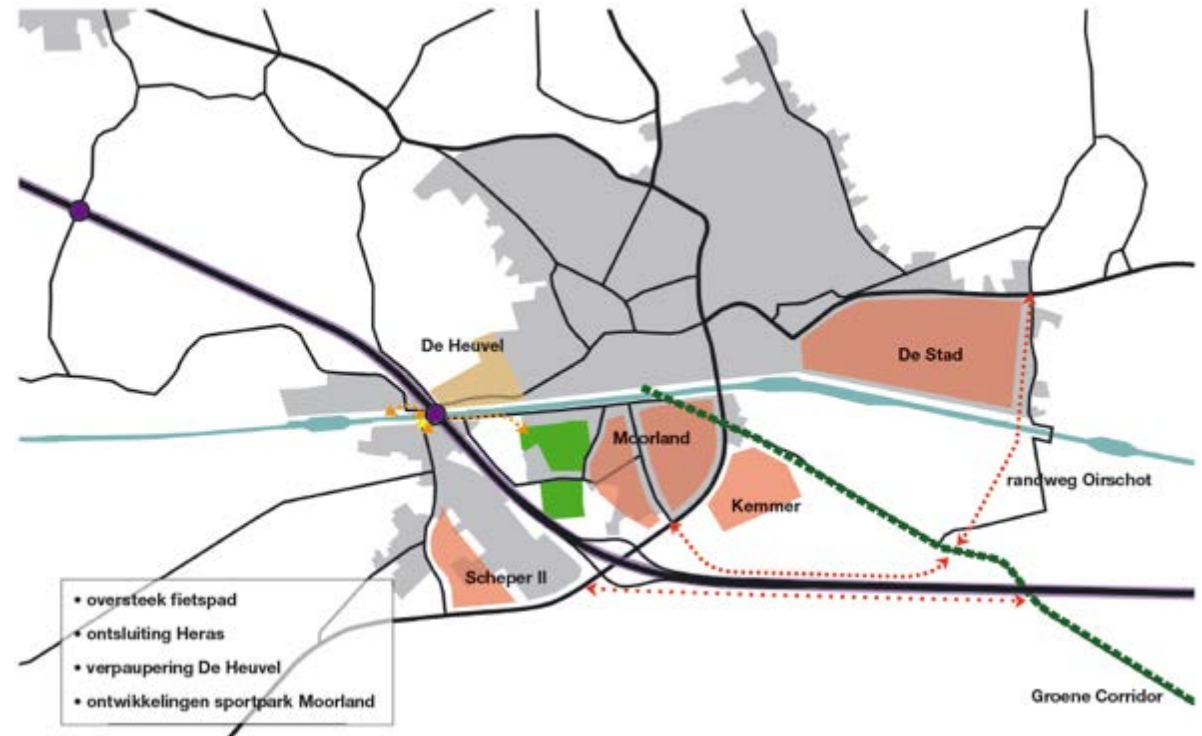 De Heuvel
De Stad
Moorland
Kemmer
randweg Oirschot
Scheper II
• oversteek fietspad
• ontsluiting Heras
• verpaupering De Heuvel
• ontwikkelingen sportpark Moorland
Groene Corridor